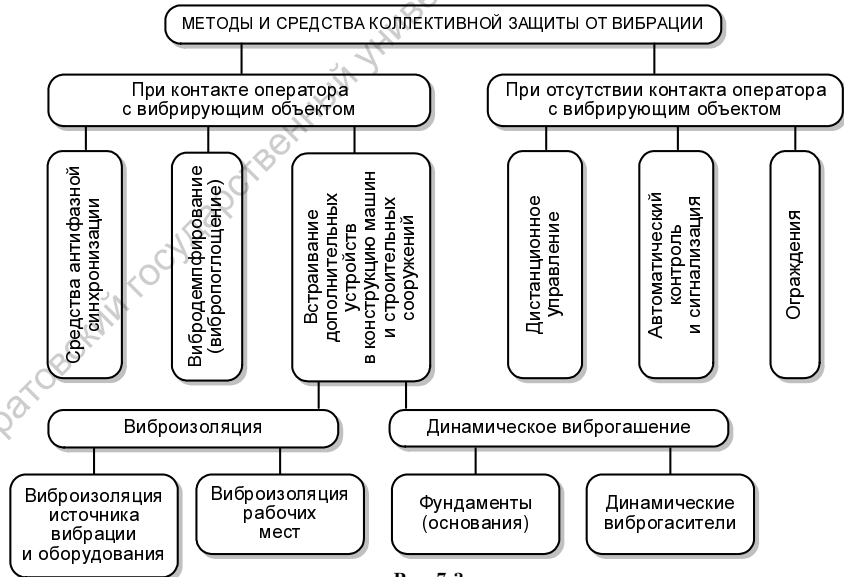 МЕТОДЫ И СРЕДСТВА КОЛЛЕКТИВНОЙ ЗАЩИТЫ ОТ ВИБРАЦИИ
При контакте оператора
с вибрирующим объектом
При отсутствии контакта оператора
с вибрирующим объектом
Средства антифазной
синхронизации
Вибродемпфирование
(вибропоглощение)
Встраивание
дополнительных
устройств
в конструкцию машин
и строительных
сооружений
Дистанционное
управление
Автоматический
контроль
и сигнализация
Ограждения
Виброизоляция
Динамическое виброгашение
Виброизоляция
источника
вибрации
и оборудования
Виброизоляция
рабочих
мест
Фундаменты
(основания)
Динамические
виброгасители
государственный